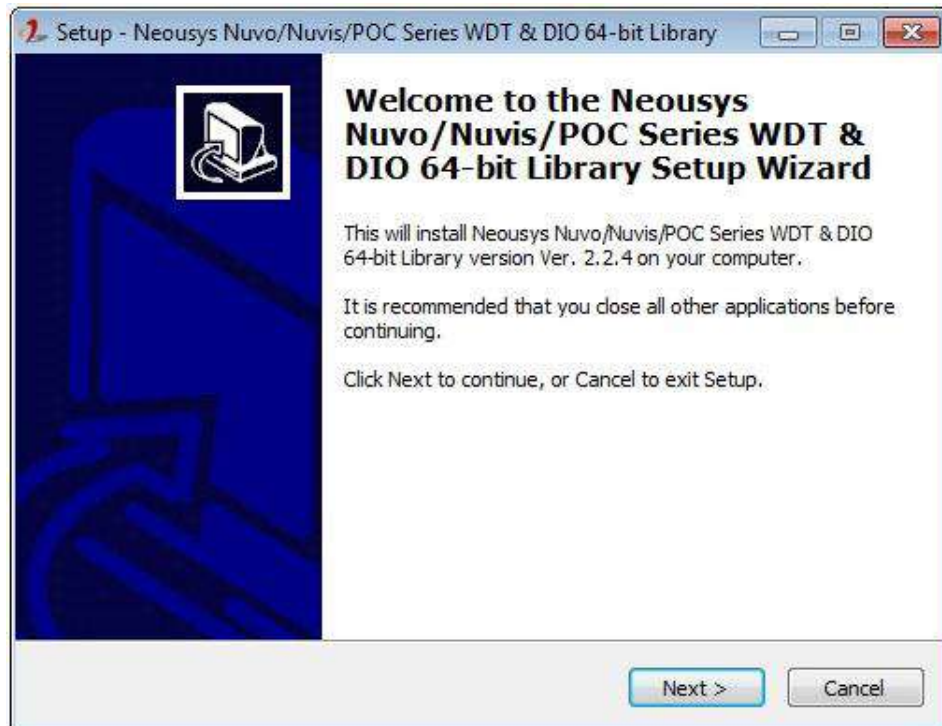 Setup - Neousys Nuvo/Nuvis/POC Series WDT & DIO 64-bit Library
Welcome to the Neousys
Nuvo/Nuvis/POC Series WDT &
DIO 64-bit Library Setup Wizard
This will install Neousys Nuvo/Nuvis/POC Series WDT & DIO
64-bit Library version Ver. 2.2.4 on your computer.
It is recommended that you close all other applications before
continuing.
Click Next to continue, or Cancel to exit Setup.
Next >
Cancel